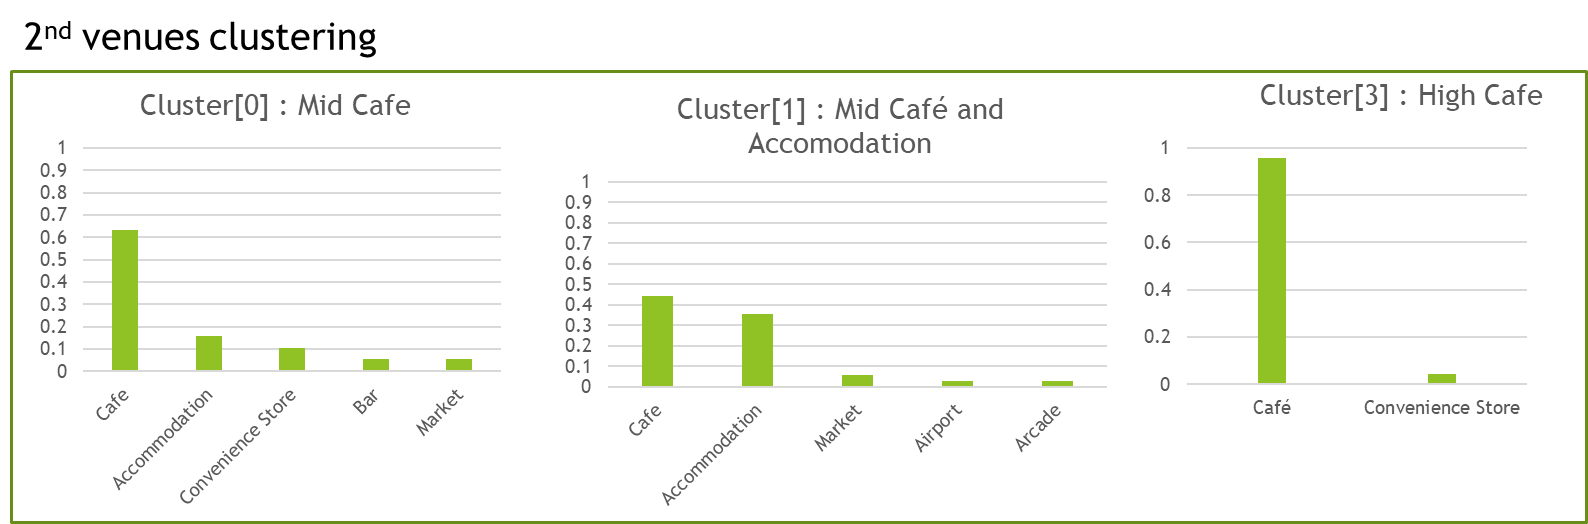 2nd venues clustering
Cluster[0] : Mid Cafe
1
0.9
0.8
0.7
0.6
0.5
0.4
0.3
0.2
0.1
0
Cafe
Accommodation
Convenience Store
Bar
Market
Cluster[1] : Mid Café and
Accomodation
1
0.9
0.8
0.7
0.6
0.5
0.4
0.3
0.2
0.1
0
Cafe
Accommodation
Market
Airport
Arcade
Cluster[3] : High Cafe
1
0.8
0.6
0.4
0.2
0
Café
Convenience Store